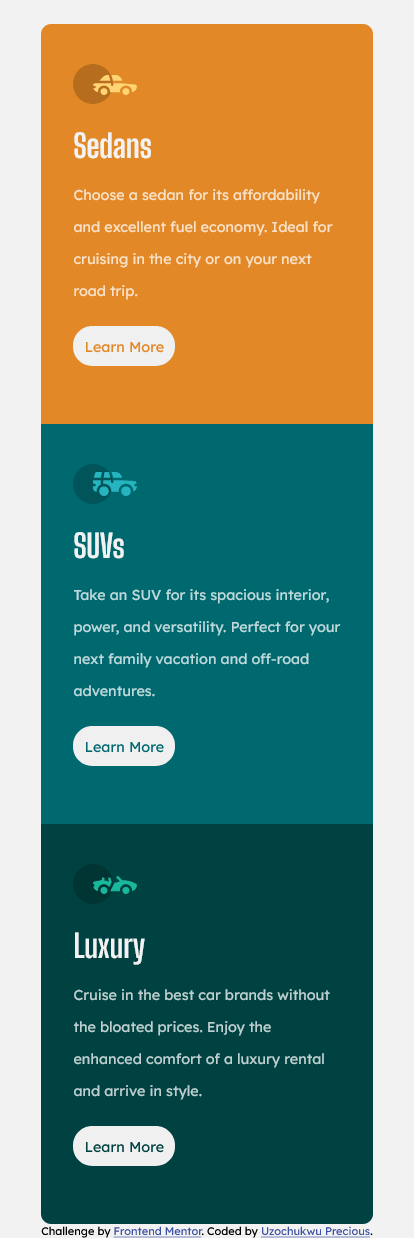 Sedans
Choose a sedan for its affordability
and excellent fuel economy. Ideal for
cruising in the city or on your next
road trip.
Learn More
SUVs
Take an SUV for its spacious interior,
power, and versatility. Perfect for your
next family vacation and off-road
adventures.
Learn More
Luxury
Cruise in the best car brands without
the bloated prices. Enjoy the
enhanced comfort of a luxury rental
and arrive in style.
Learn More
Challenge by Frontend Mentor. Coded by Uzochukwu Precious.